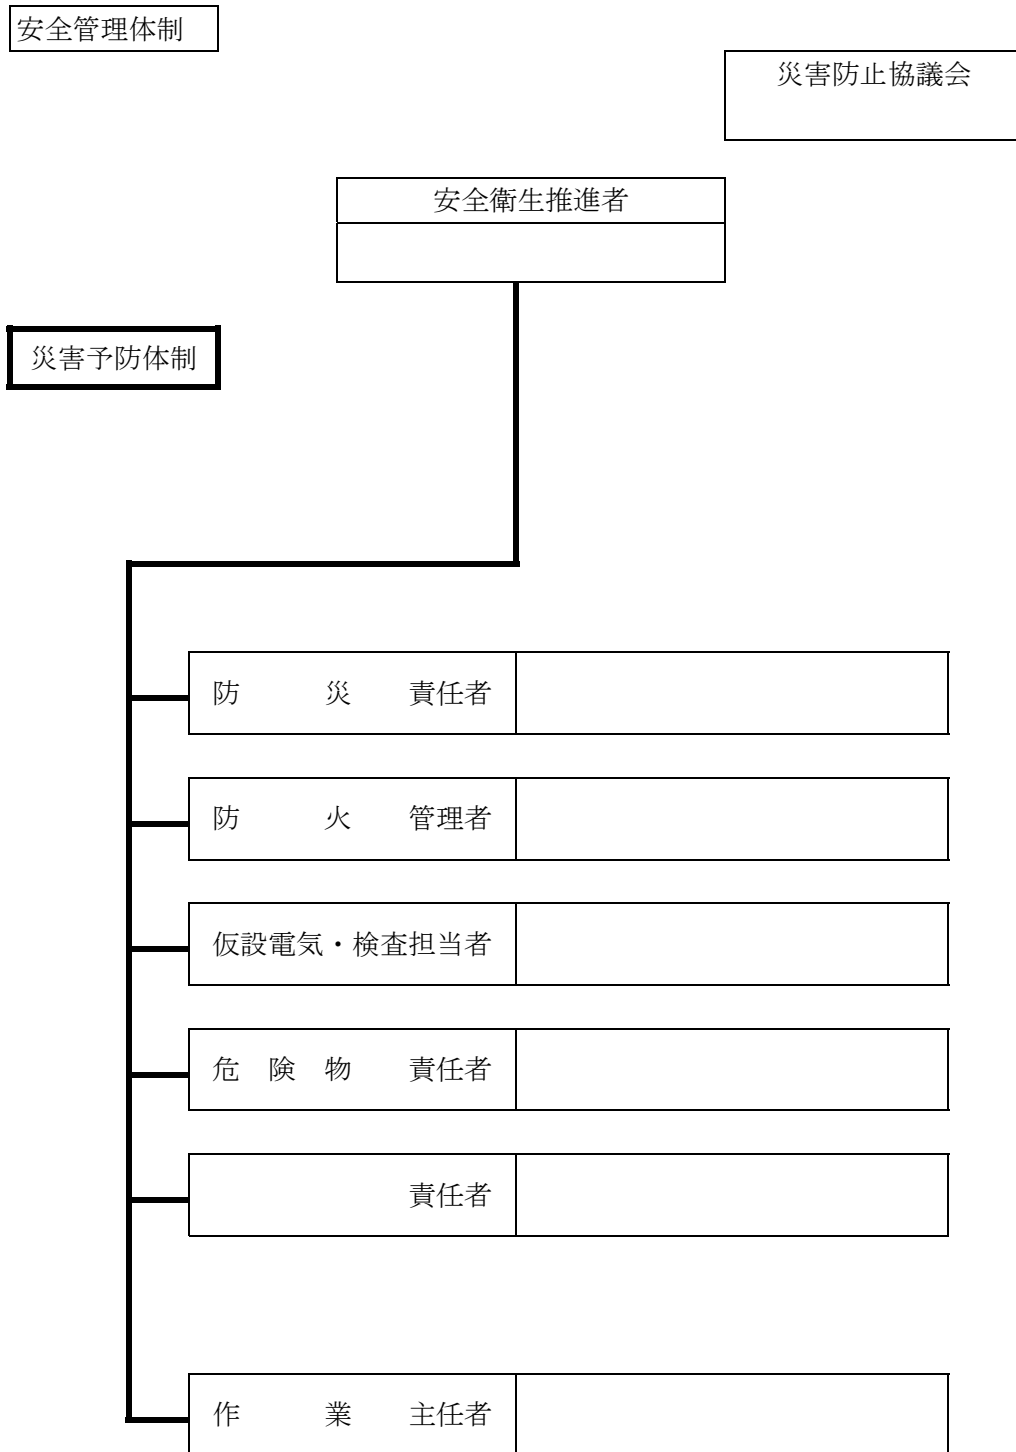 安全管理体制
災害防止協議会
安全衛生推進者
災害予防体制
防　　　災　　責任者
防　　　火　　管理者
仮設電気・検査担当者
危　険　物　　責任者
責任者
作　　　業　　主任者